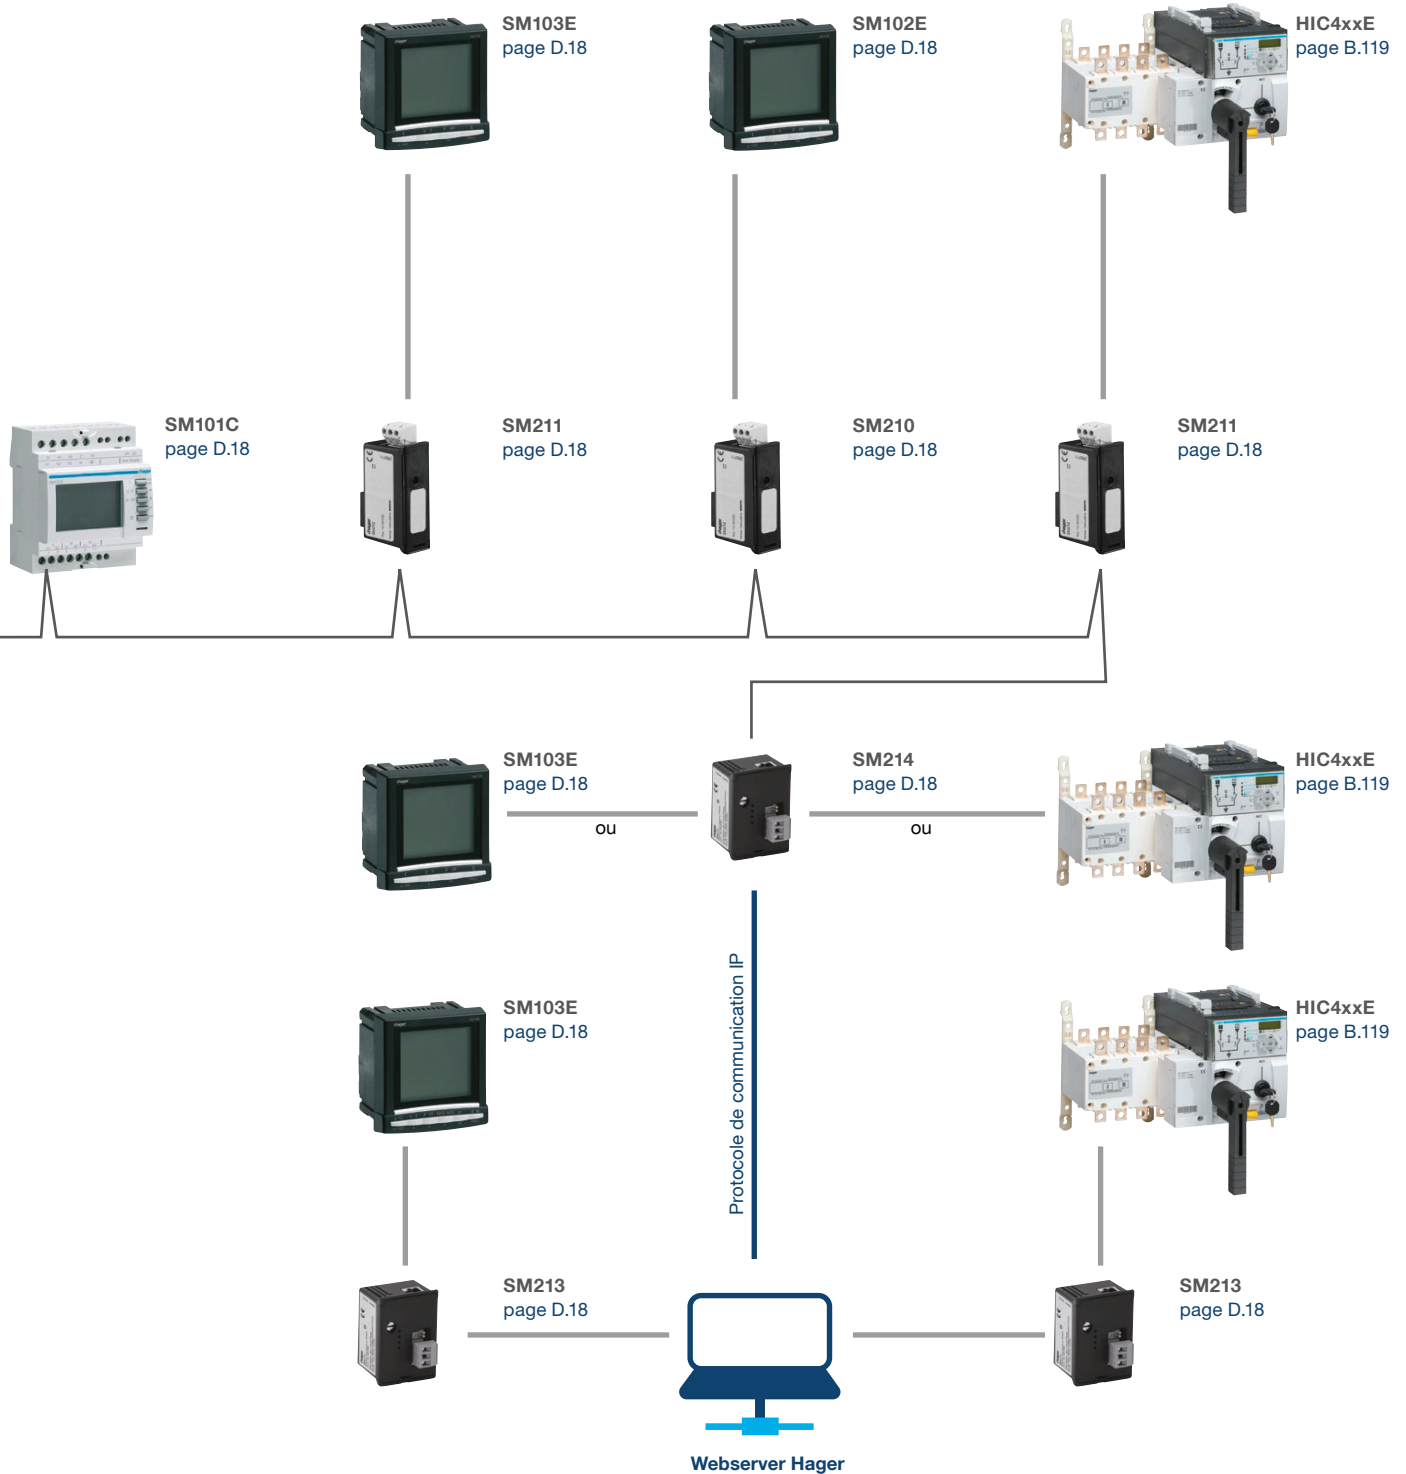 SM103E
page D.18
SM102E
page D.18
HIC4xxE
page B.119
SM101C
page D.18
SM211
page D.18
SM210
page D.18
SM211
page D.18
SM103E
page D.18
ou
SM214
page D.18
ou
HIC4xxE
page B.119
Protocole de communication IP
SM103E
page D.18
HIC4xxE
page B.119
SM213
page D.18
SM213
page D.18
Webserver Hager